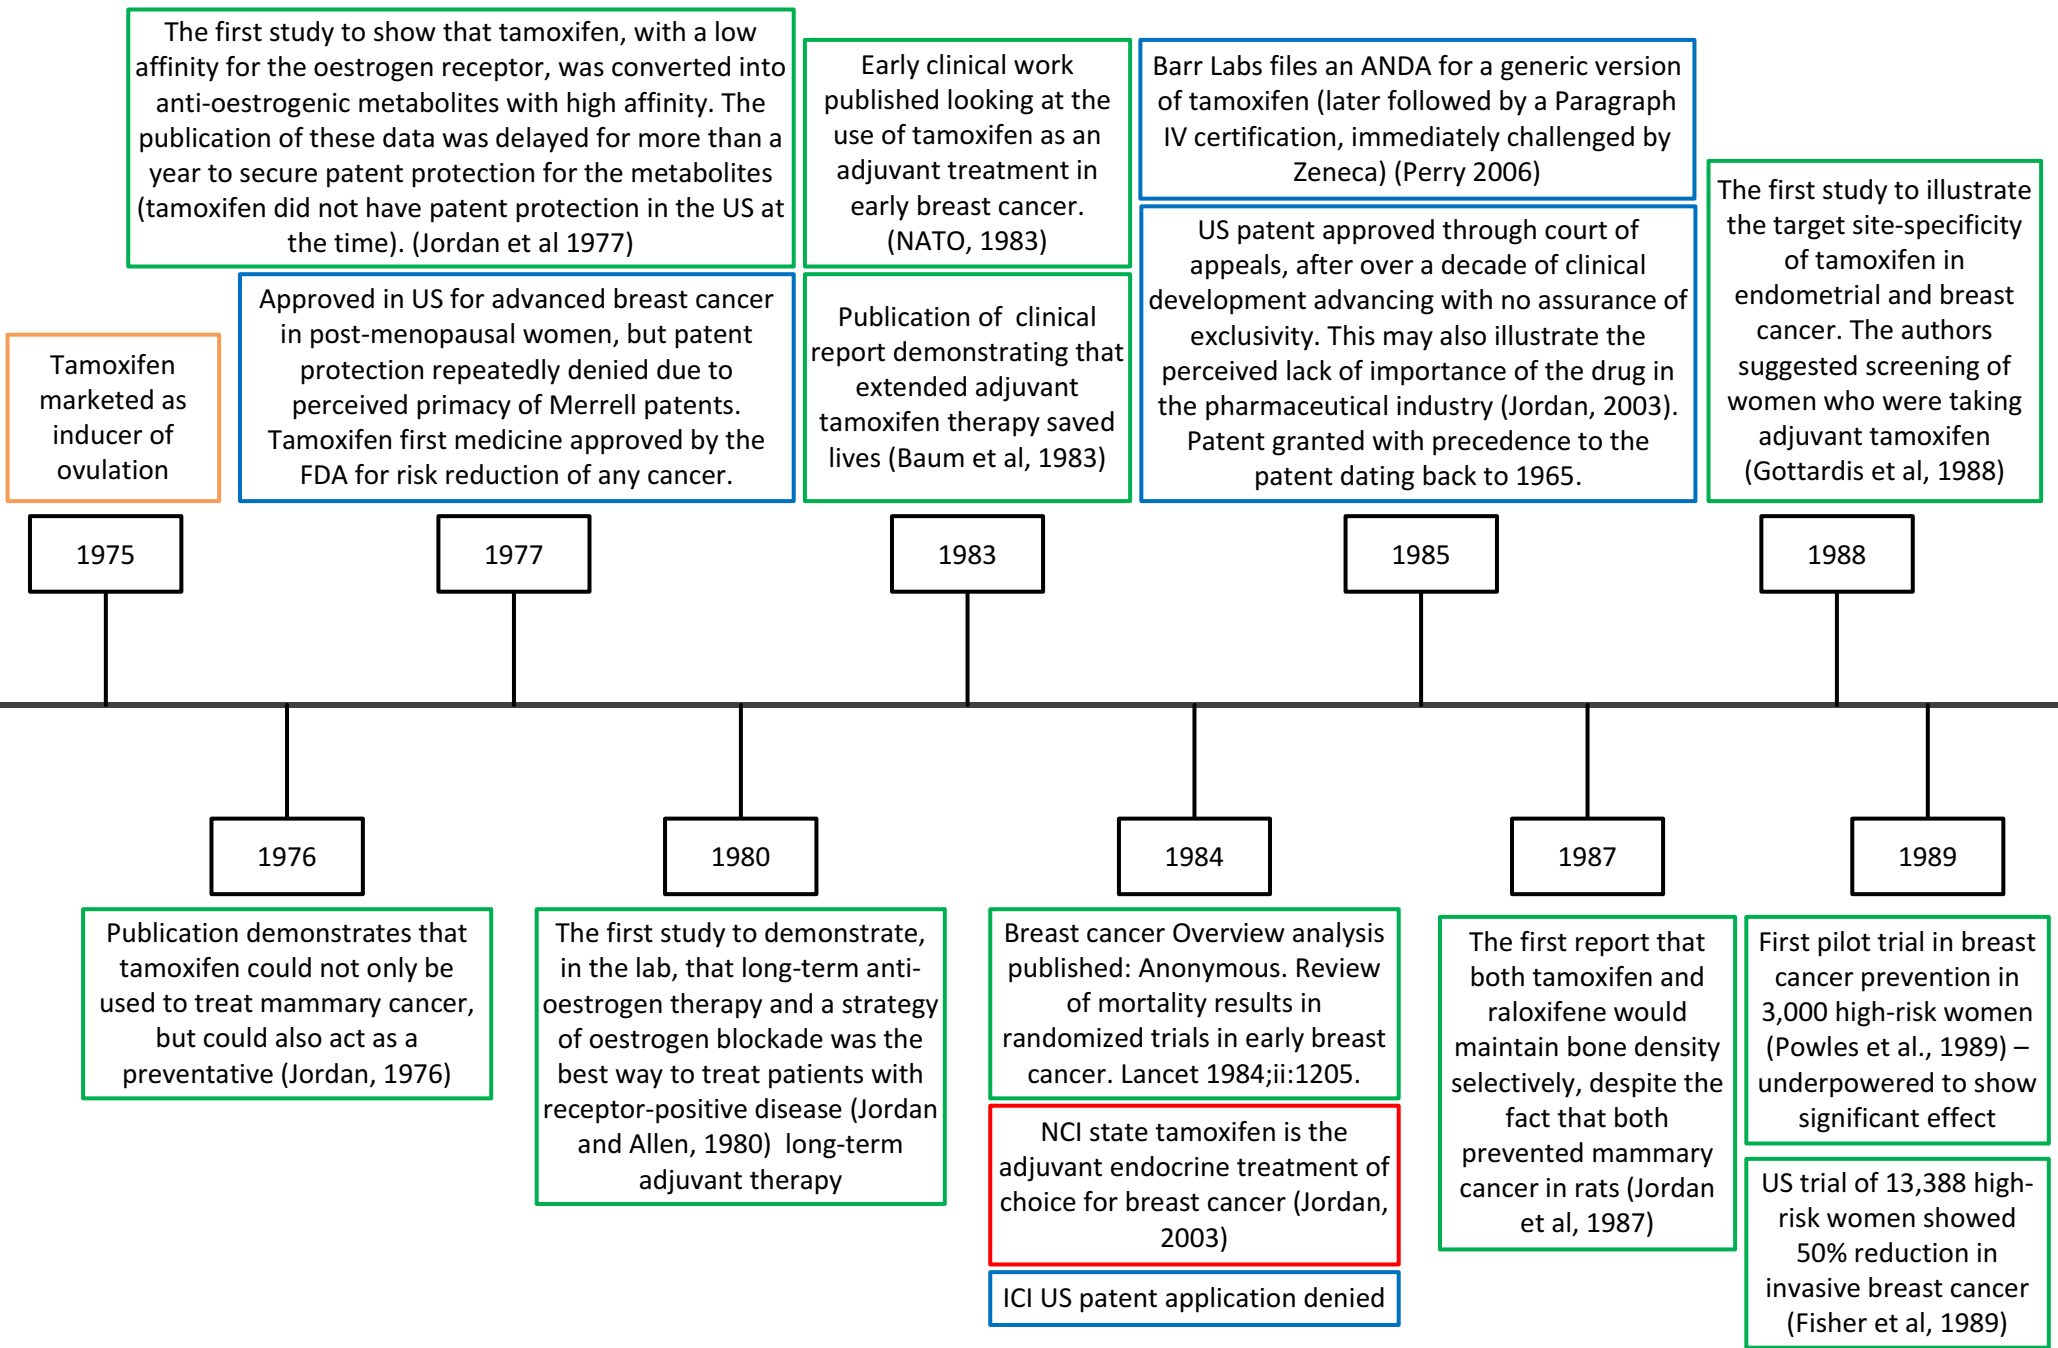 The first study to show that tamoxifen, with a low
affinity for the oestrogen receptor, was converted into
anti-oestrogenic metabolites with high affinity. The
publication of these data was delayed for more than a
year to secure patent protection for the metabolites
(tamoxifen did not have patent protection in the US at
the time). (Jordan et al 1977)
Early clinical work
published looking at the
use of tamoxifen as an
adjuvant treatment in
early breast cancer.
(NATO, 1983)
Barr Labs files an ANDA for a generic version
of tamoxifen (later followed by a Paragraph
IV certification, immediately challenged by
Zeneca) (Perry 2006)
Tamoxifen
marketed as
inducer of
ovulation
Approved in US for advanced breast cancer
in post-menopausal women, but patent
protection repeatedly denied due to
perceived primacy of Merrell patents.
Tamoxifen first medicine approved by the
FDA for risk reduction of any cancer.
Publication of clinical
report demonstrating that
extended adjuvant
tamoxifen therapy saved
lives (Baum et al, 1983)
US patent approved through court of
appeals, after over a decade of clinical
development advancing with no assurance of
exclusivity. This may also illustrate the
perceived lack of importance of the drug in
the pharmaceutical industry (Jordan, 2003).
Patent granted with precedence to the
patent dating back to 1965.
The first study to illustrate
the target site-specificity
of tamoxifen in
endometrial and breast
cancer. The authors
suggested screening of
women who were taking
adjuvant tamoxifen
(Gottardis et al, 1988)
1975
1977
1983
1985
1988
1976
1980
1984
1987
1989
Publication demonstrates that
tamoxifen could not only be
used to treat mammary cancer,
but could also act as a
preventative (Jordan, 1976)
The first study to demonstrate,
in the lab, that long-term anti-
oestrogen therapy and a strategy
of oestrogen blockade was the
best way to treat patients with
receptor-positive disease (Jordan
and Allen, 1980) long-term
adjuvant therapy
Breast cancer Overview analysis
published: Anonymous. Review
of mortality results in
randomized trials in early breast
cancer. Lancet 1984;ii:1205.
NCI state tamoxifen is the
adjuvant endocrine treatment of
choice for breast cancer (Jordan,
2003)
ICI US patent application denied
The first report that
both tamoxifen and
raloxifene would
maintain bone density
selectively, despite the
fact that both
prevented mammary
cancer in rats (Jordan
et al, 1987)
First pilot trial in breast
cancer prevention in
3,000 high-risk women
(Powles et al., 1989) –
underpowered to show
significant effect
US trial of 13,388 high-
risk women showed
50% reduction in
invasive breast cancer
(Fisher et al, 1989)